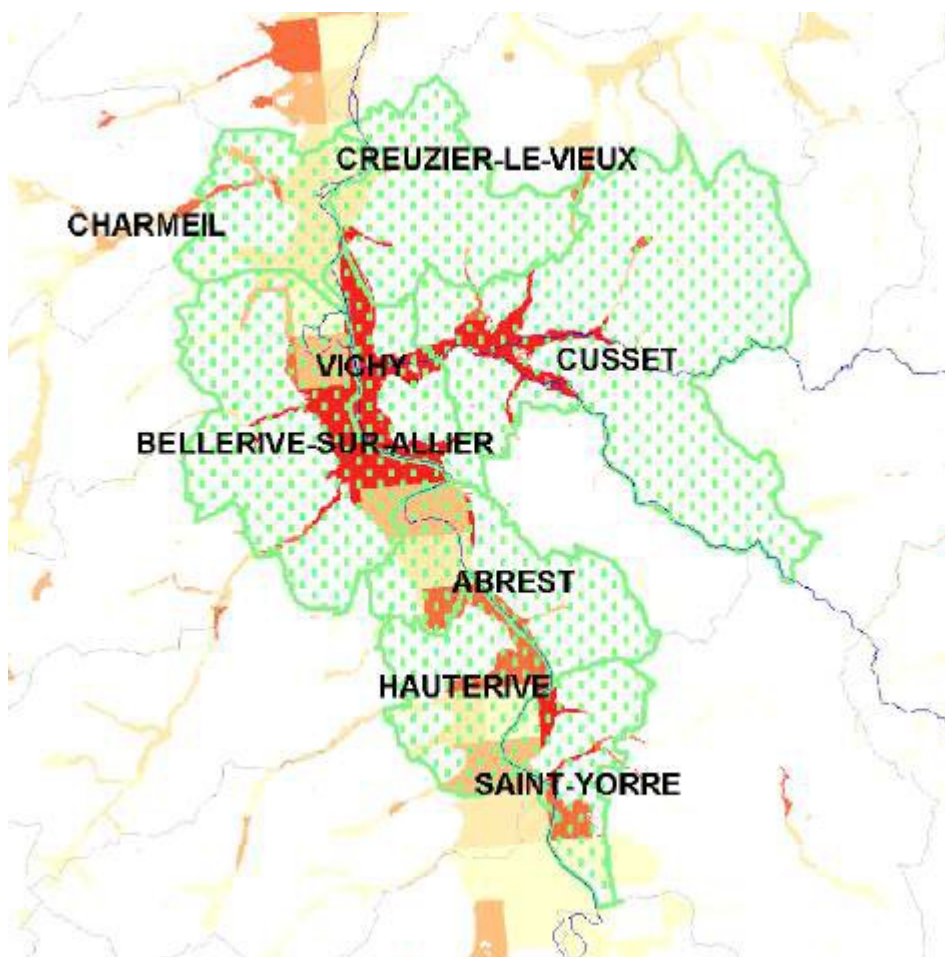 CREUZIER-LE-VIEUX
CHARMEIL
VICHY
CUSSET
BELLERIVE-SUR-ALLIER
ABREST
HAUTERIVE
SAINT-YORRE